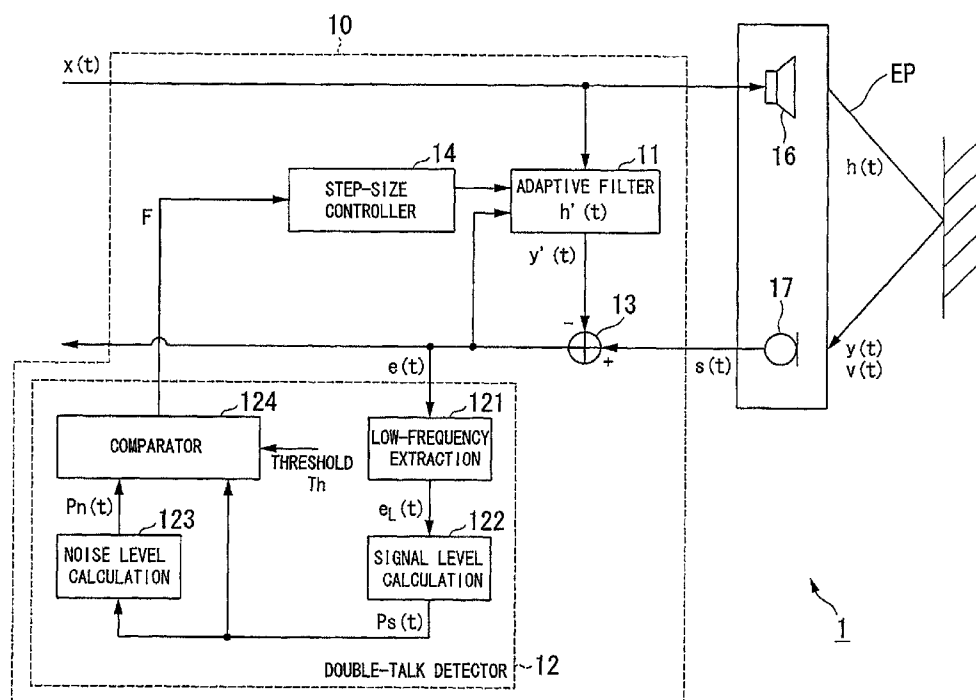 10
x(t)
EP
16
h(t)
14
STEP-SIZE
CONTROLLER
11
ADAPTIVE FILTER
h'(t)
F
y'(t)
-
13
+
17
e(t)
s(t)
y(t)
v(t)
124
COMPARATOR
THRESHOLD
Th
121
LOW-FREQUENCY
EXTRACTION
Pn(t)
eL(t)
123
NOISE LEVEL
CALCULATION
122
SIGNAL LEVEL
CALCULATION
Ps(t)
1
DOUBLE-TALK DETECTOR
12